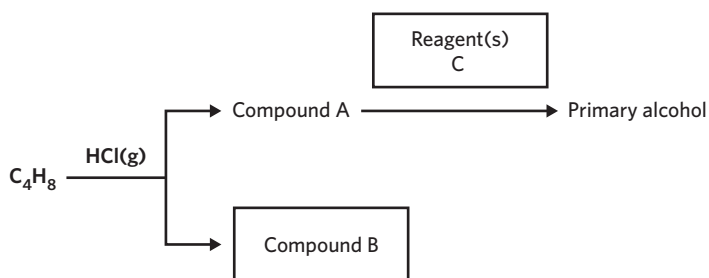 Reagent(s)
C
Compound A
Primary alcohol
HCl(g)
C₄H₈
Compound B